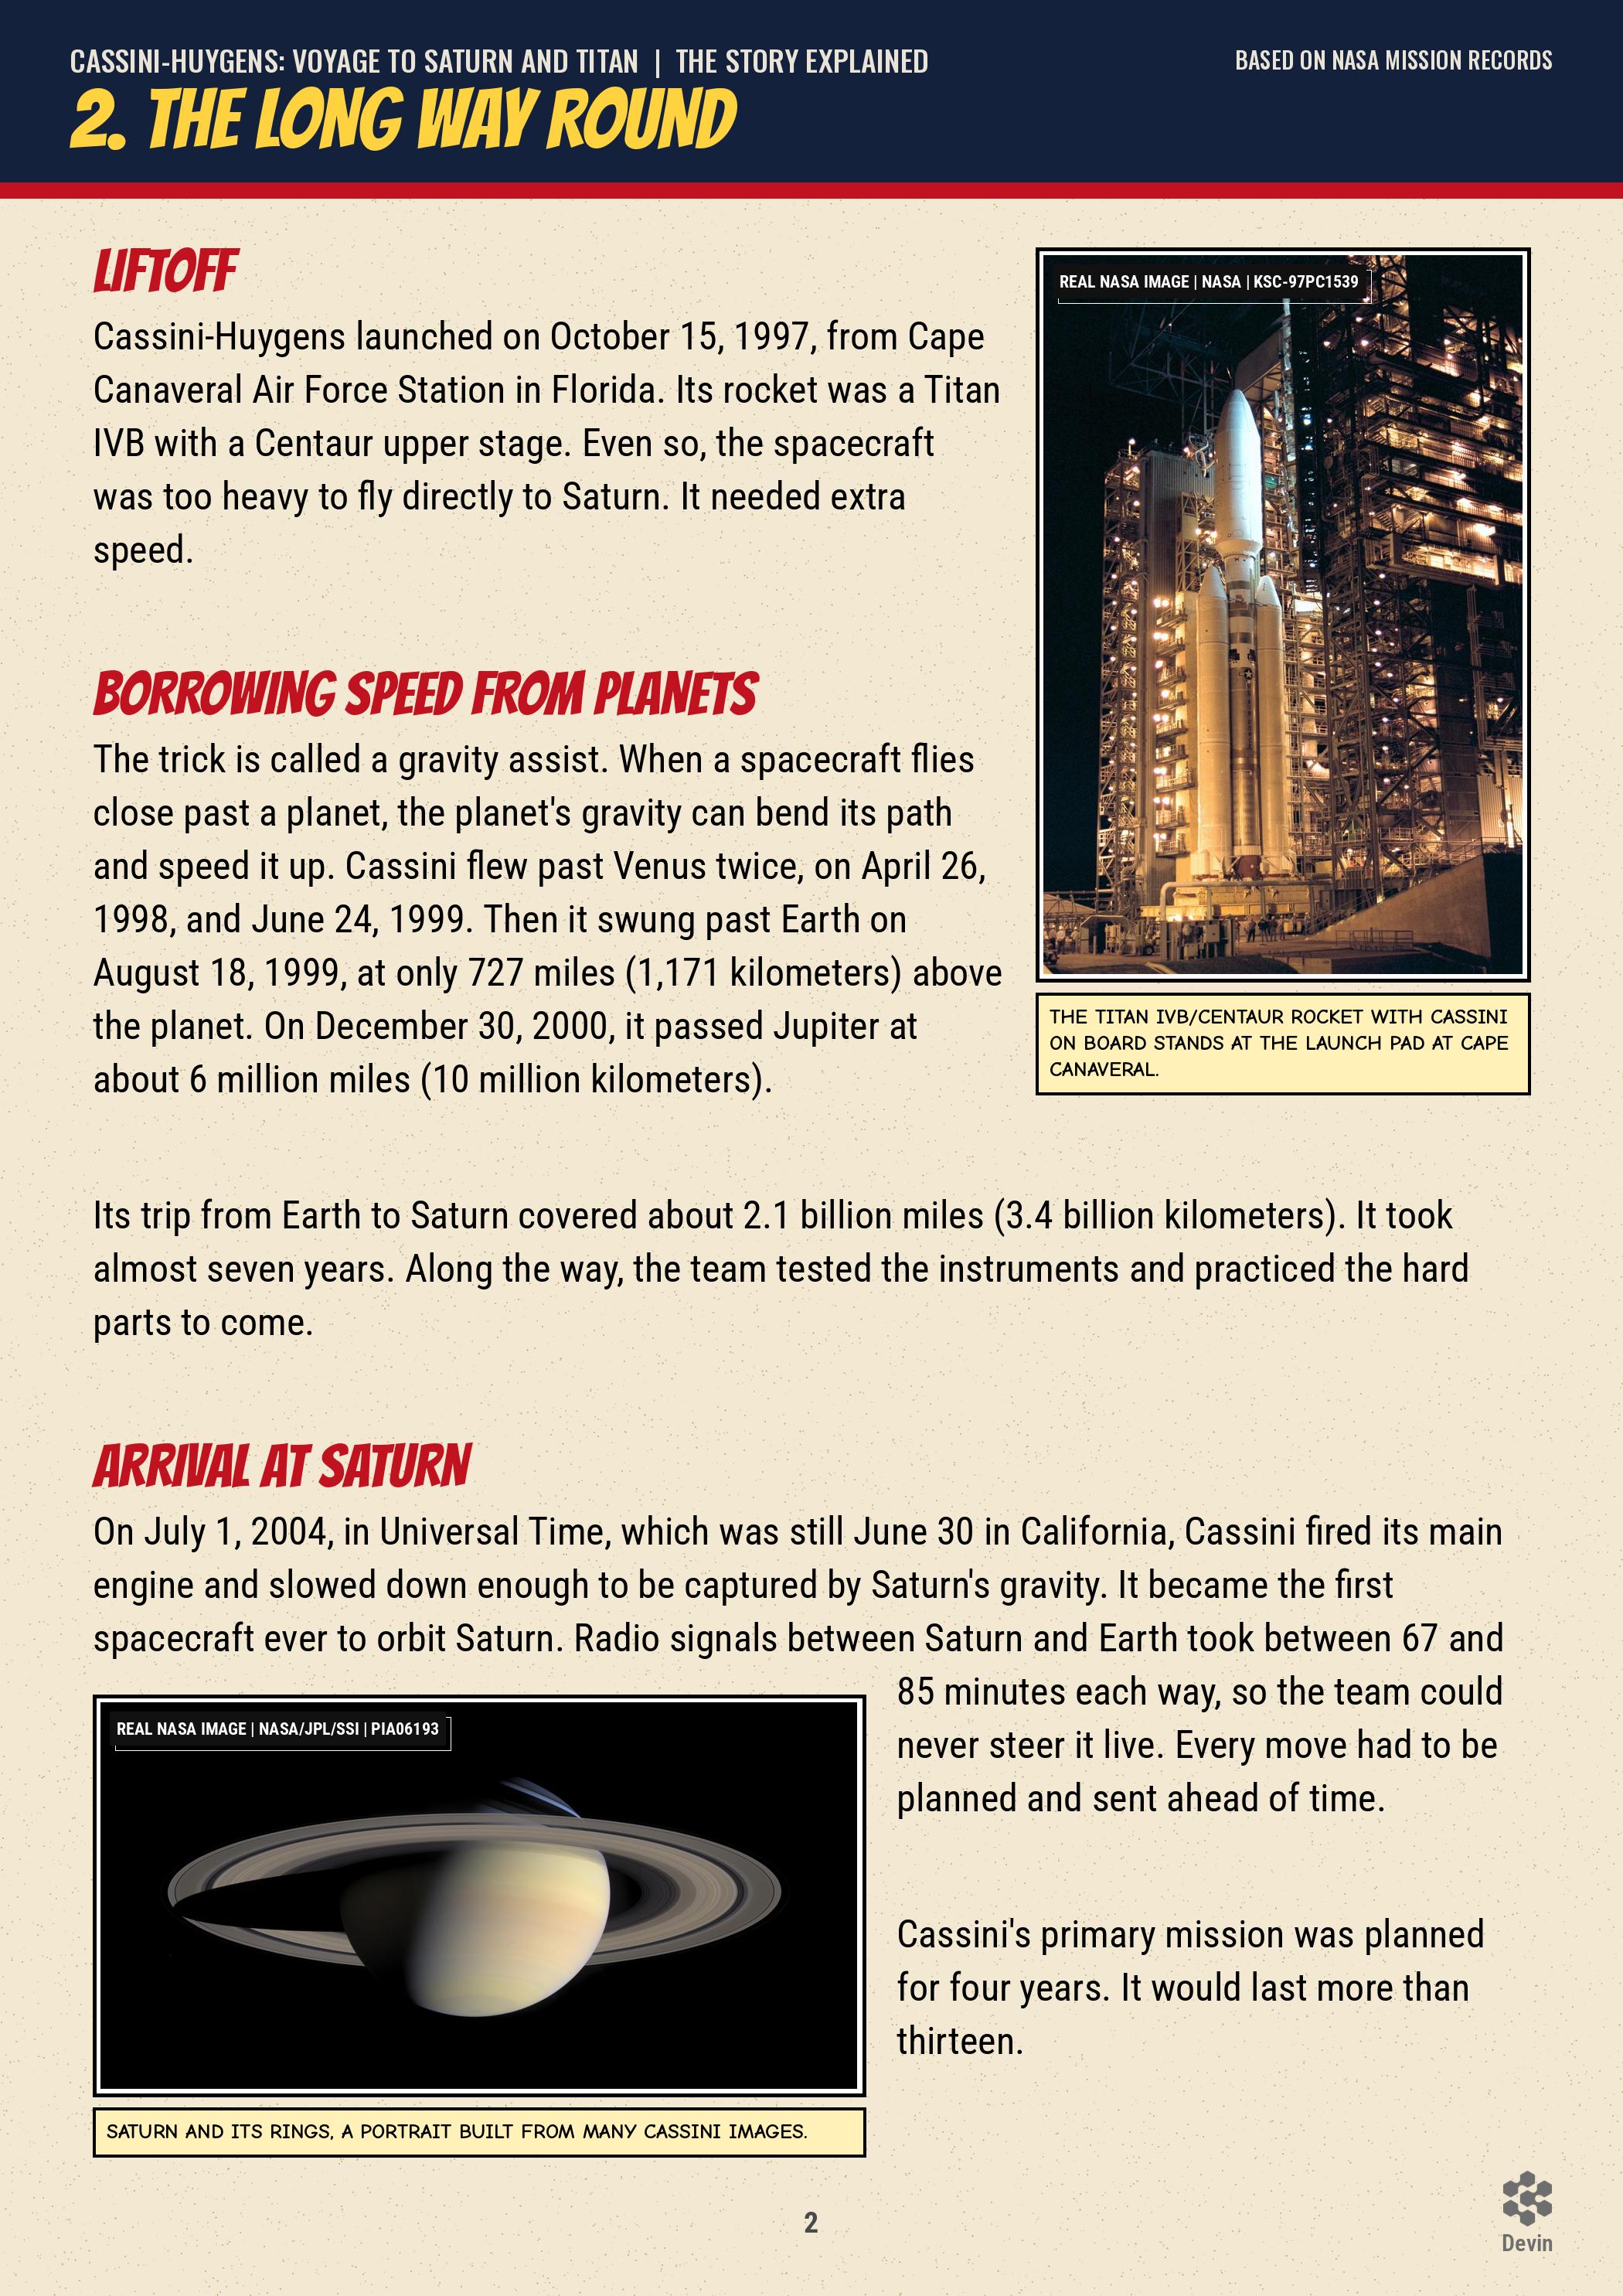 CASSINI-HUYGENS: VOYAGE TO SATURN AND TITAN | THE STORY EXPLAINED
BASED ON NASA MISSION RECORDS
2. THE LONG WAY ROUND
LIFTOFF
Cassini-Huygens launched on October 15, 1997, from Cape
Canaveral Air Force Station in Florida. Its rocket was a Titan
IVB with a Centaur upper stage. Even so, the spacecraft
was too heavy to fly directly to Saturn. It needed extra
speed.
BORROWING SPEED FROM PLANETS
The trick is called a gravity assist. When a spacecraft flies
close past a planet, the planet's gravity can bend its path
and speed it up. Cassini flew past Venus twice, on April 26,
1998, and June 24, 1999. Then it swung past Earth on
August 18, 1999, at only 727 miles (1,171 kilometers) above
the planet. On December 30, 2000, it passed Jupiter at
about 6 million miles (10 million kilometers).
REAL NASA IMAGE | NASA | KSC-97PC1539
THE TITAN IVB/CENTAUR ROCKET WITH CASSINI
ON BOARD STANDS AT THE LAUNCH PAD AT CAPE
CANAVERAL.
Its trip from Earth to Saturn covered about 2.1 billion miles (3.4 billion kilometers). It took
almost seven years. Along the way, the team tested the instruments and practiced the hard
parts to come.
ARRIVAL AT SATURN
On July 1, 2004, in Universal Time, which was still June 30 in California, Cassini fired its main
engine and slowed down enough to be captured by Saturn's gravity. It became the first
spacecraft ever to orbit Saturn. Radio signals between Saturn and Earth took between 67 and
85 minutes each way, so the team could
never steer it live. Every move had to be
planned and sent ahead of time.
Cassini's primary mission was planned
for four years. It would last more than
thirteen.
REAL NASA IMAGE | NASA/JPL/SSI | PIA06193
SATURN AND ITS RINGS, A PORTRAIT BUILT FROM MANY CASSINI IMAGES.
2
Devin